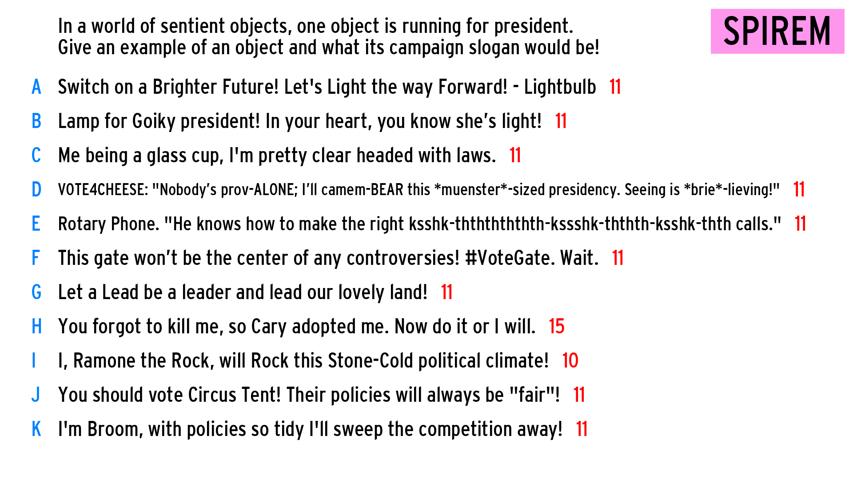 In a world of sentient objects, one object is running for president.
Give an example of an object and what its campaign slogan would be!
SPIREM
A Switch on a Brighter Future! Let's Light the way Forward! - Lightbulb 11
B Lamp for Goiky president! In your heart, you know she's light! 11
C Me being a glass cup, I'm pretty clear headed with laws. 11
D VOTE4CHEESE: "Nobody's prov-ALONE; I'll camem-BEAR this *muenster*-sized presidency. Seeing is *brie*-lieving!" 11
E Rotary Phone. "He knows how to make the right ksshk-thththththth-kssshk-ththth-ksshk-thth calls." 11
F This gate won't be the center of any controversies! #VoteGate. Wait. 11
G Let a Lead be a leader and lead our lovely land! 11
H You forgot to kill me, so Cary adopted me. Now do it or I will. 15
I I, Ramone the Rock, will Rock this Stone-Cold political climate! 10
J You should vote Circus Tent! Their policies will always be "fair"! 11
K I'm Broom, with policies so tidy I'll sweep the competition away! 11